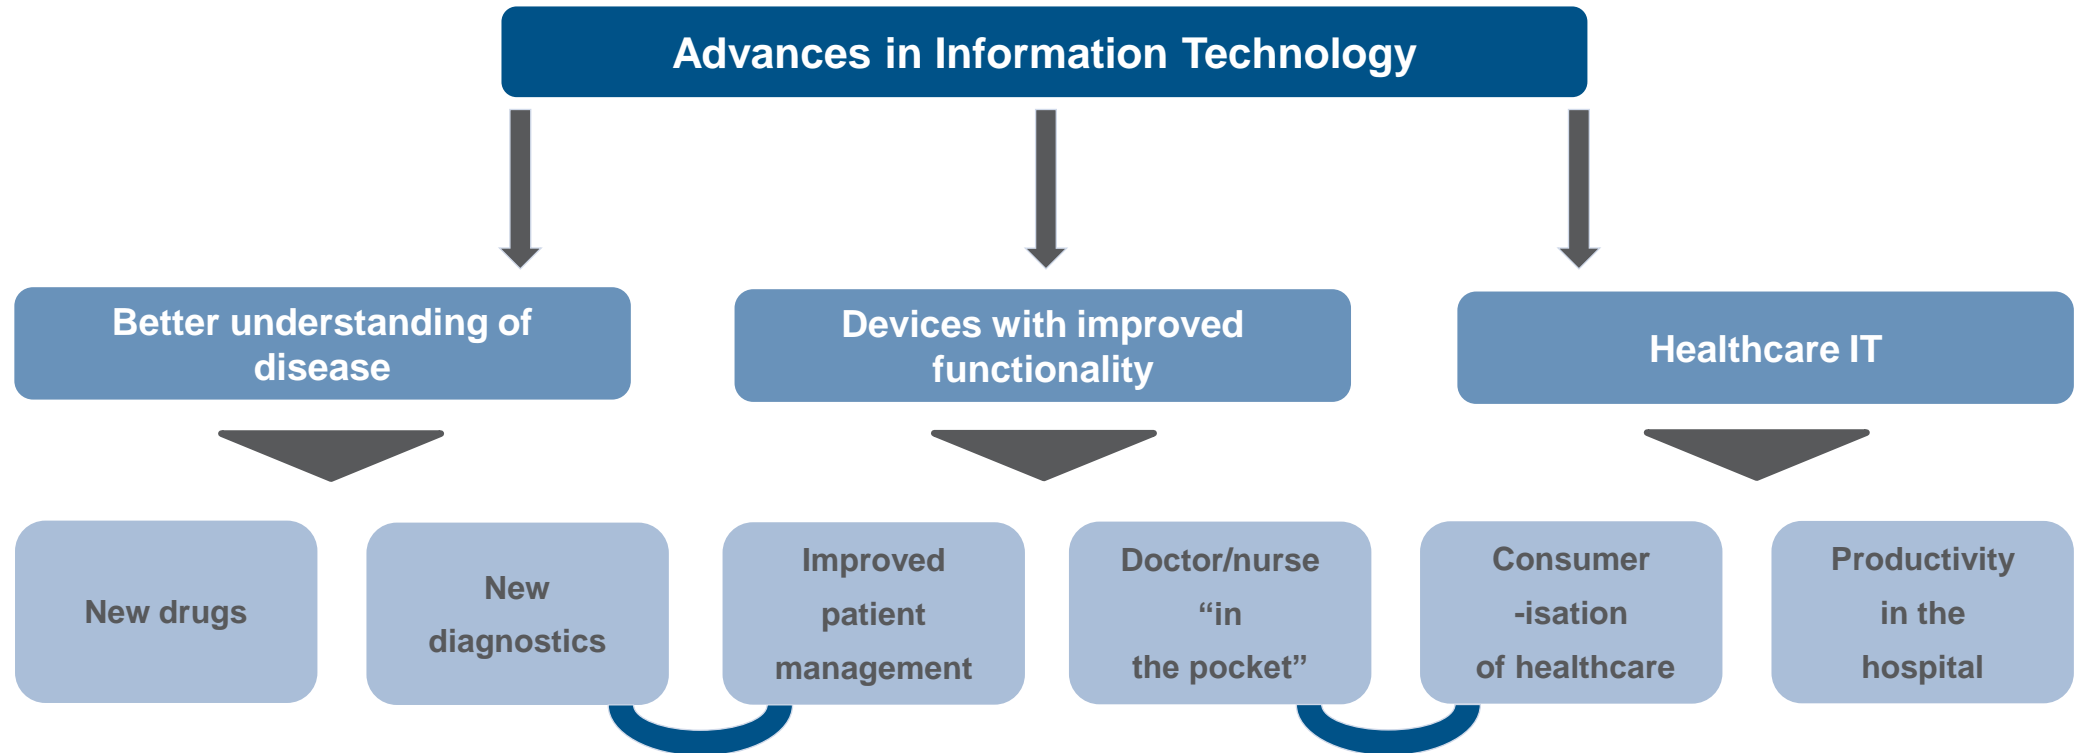 Advances in Information Technology
Better understanding of
disease
Devices with improved
functionality
Healthcare IT
New drugs
New
diagnostics
Improved
patient
management
Doctor/nurse
“in
the pocket”
Consumer
-isation
of healthcare
Productivity
in the
hospital